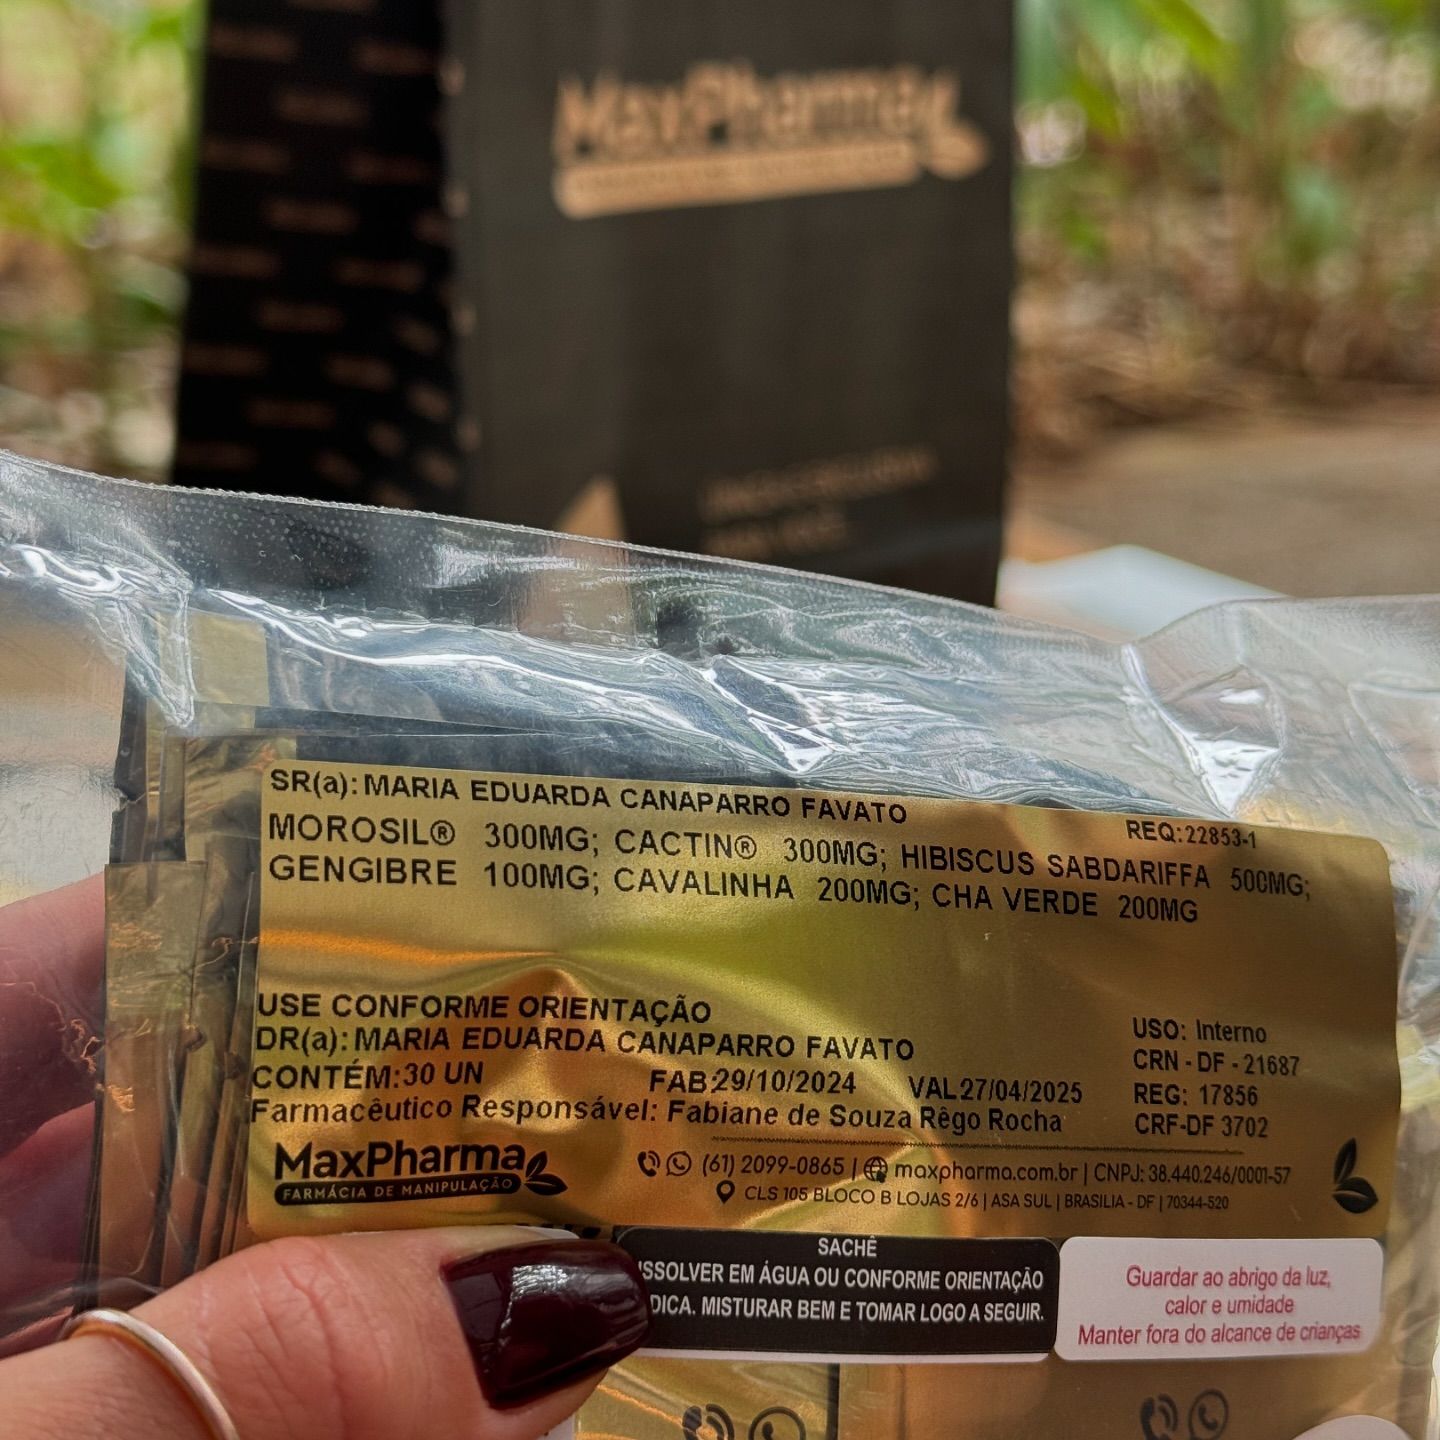 MaxPharma
SR(a): MARIA EDUARDA CANAPARRO FAVATO
REQ:22853-1
MOROSIL® 300MG; CACTIN® 300MG; HIBISCUS SABDARIFFA 500MG;
GENGIBRE 100MG; CAVALINHA 200MG; CHA VERDE 200MG
USE CONFORME ORIENTAÇÃO
USO: Interno
DR(a): MARIA EDUARDA CANAPARRO FAVATO
CRN - DF - 21687
CONTÉM:30 UN FAB:29/10/2024 VAL27/04/2025
REG: 17856
Farmacêutico Responsável: Fabiane de Souza Rêgo Rocha
CRF-DF 3702
MaxPharma
FARMÁCIA DE MANIPULAÇÃO
(61) 2099-0865 | maxpharma.com.br | CNPJ: 38.440.246/0001-57
CLS 105 BLOCO B LOJAS 2/6 | ASA SUL | BRASILIA - DF | 70344-520
SACHÊ
ISSOLVER EM ÁGUA OU CONFORME ORIENTAÇÃO
DICA. MISTURAR BEM E TOMAR LOGO A SEGUIR.
Guardar ao abrigo da luz,
calor e umidade
Manter fora do alcance de crianças